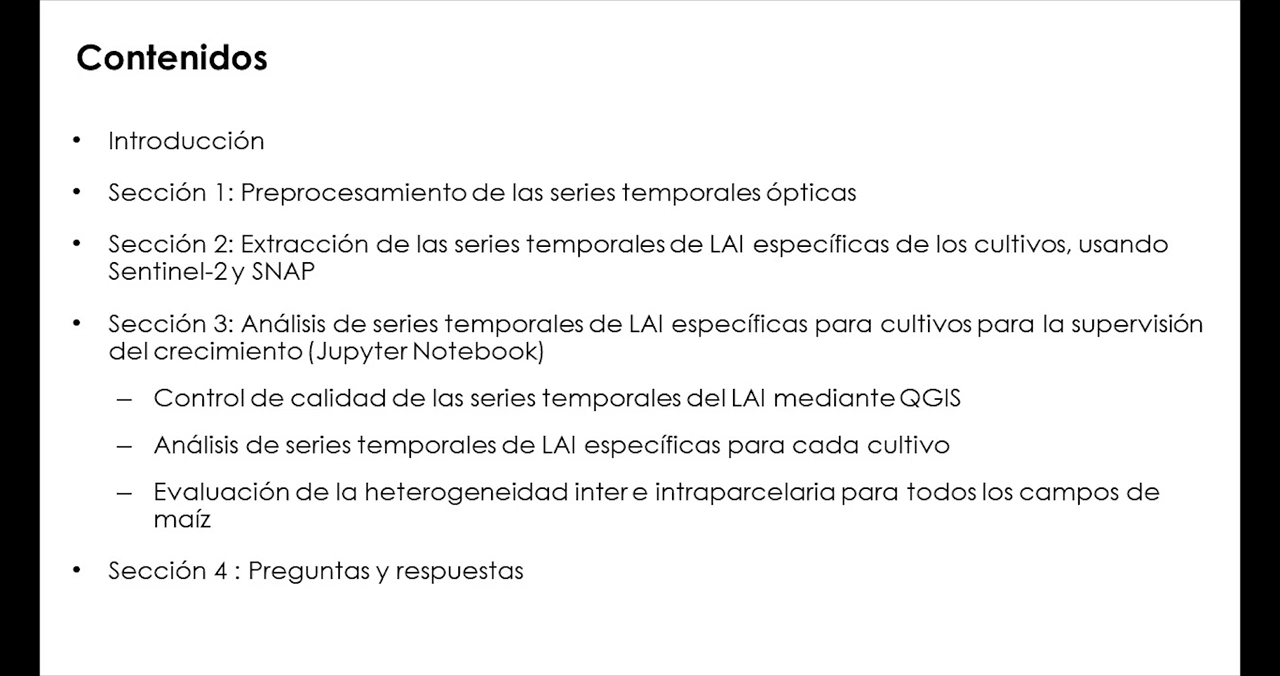 Contenidos
• Introducción
• Sección 1: Preprocesamiento de las series temporales ópticas
• Sección 2: Extracción de las series temporales de LAI específicas de los cultivos, usando
Sentinel-2 y SNAP
• Sección 3: Análisis de series temporales de LAI específicas para cultivos para la supervisión
del crecimiento (Jupyter Notebook)
– Control de calidad de las series temporales del LAI mediante QGIS
– Análisis de series temporales de LAI específicas para cada cultivo
– Evaluación de la heterogeneidad inter e intraparcelaria para todos los campos de
maíz
• Sección 4 : Preguntas y respuestas